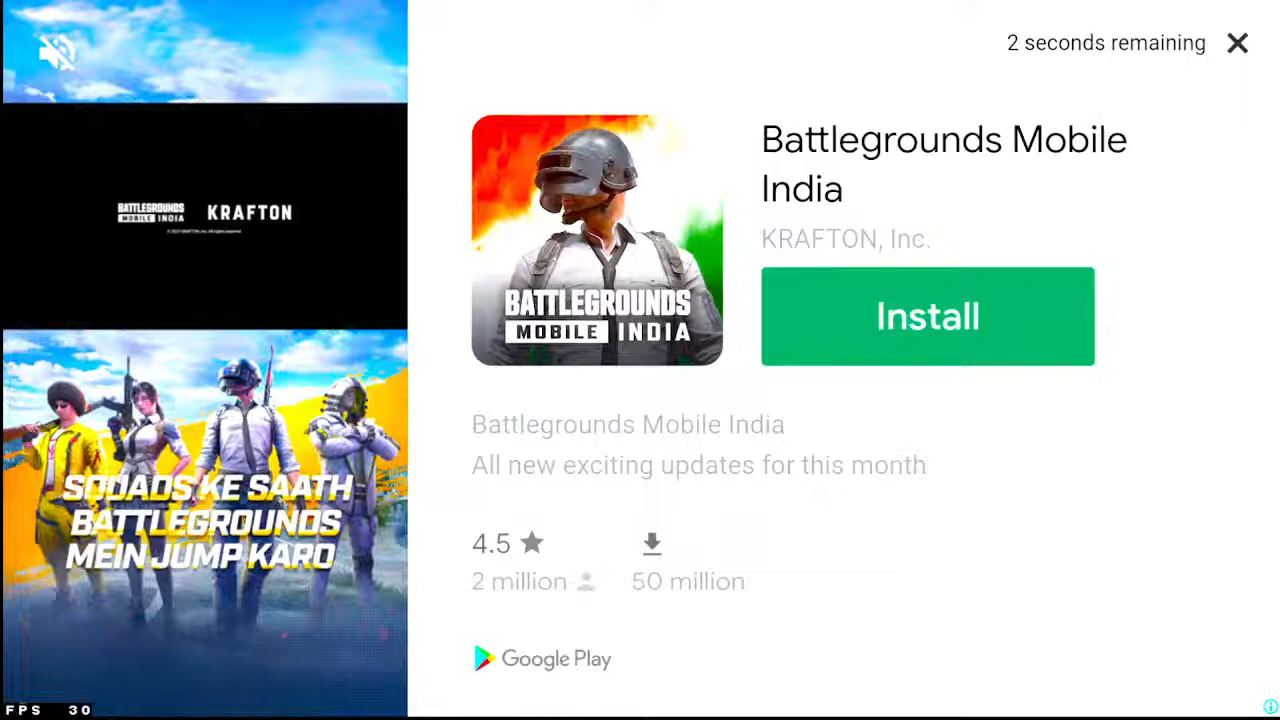 2 seconds remaining
BATTLEGROUNDS
MOBILE INDIA
KRAFTON
SQUADS KE SAATH
BATTLEGROUNDS
MEIN JUMP KARO
FPS 30
BATTLEGROUNDS
MOBILE INDIA
Battlegrounds Mobile
India
KRAFTON, Inc.
Install
Battlegrounds Mobile India
All new exciting updates for this month
4.5
2 million
50 million
Google Play